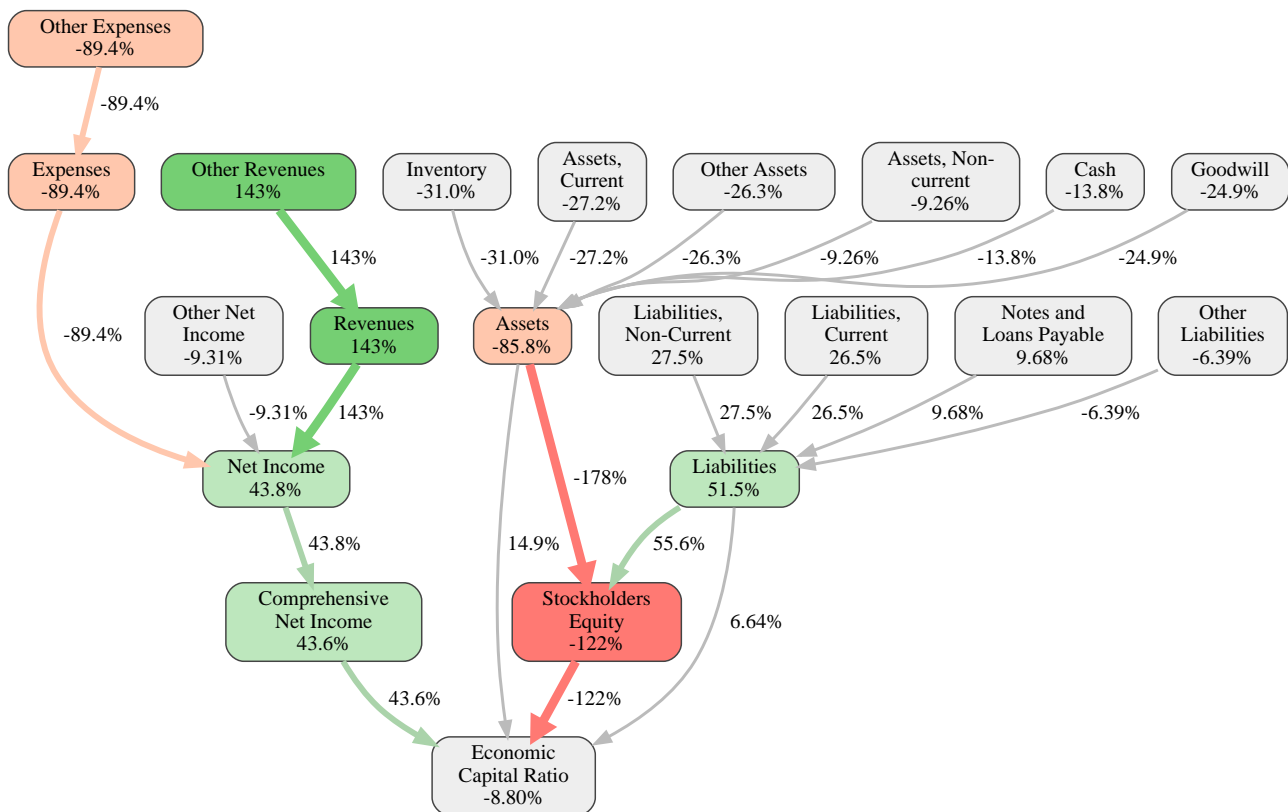 Other Expenses
-89.4%
-89.4%
Expenses
-89.4%
Other Revenues
143%
Inventory
-31.0%
Assets,
Current
-27.2%
Other Assets
-26.3%
Assets, Non-
current
-9.26%
Cash
-13.8%
Goodwill
-24.9%
143%
-31.0%
-27.2%
-26.3%
-9.26%
-13.8%
-24.9%
Other Net
Income
-9.31%
Revenues
143%
Assets
-85.8%
Liabilities,
Non-Current
27.5%
Liabilities,
Current
26.5%
Notes and
Loans Payable
9.68%
Other
Liabilities
-6.39%
-89.4%
-9.31%
143%
27.5%
26.5%
9.68%
-6.39%
Net Income
43.8%
Liabilities
51.5%
-178%
43.8%
14.9%
55.6%
Comprehensive
Net Income
43.6%
Stockholders
Equity
-122%
6.64%
43.6%
-122%
Economic
Capital Ratio
-8.80%